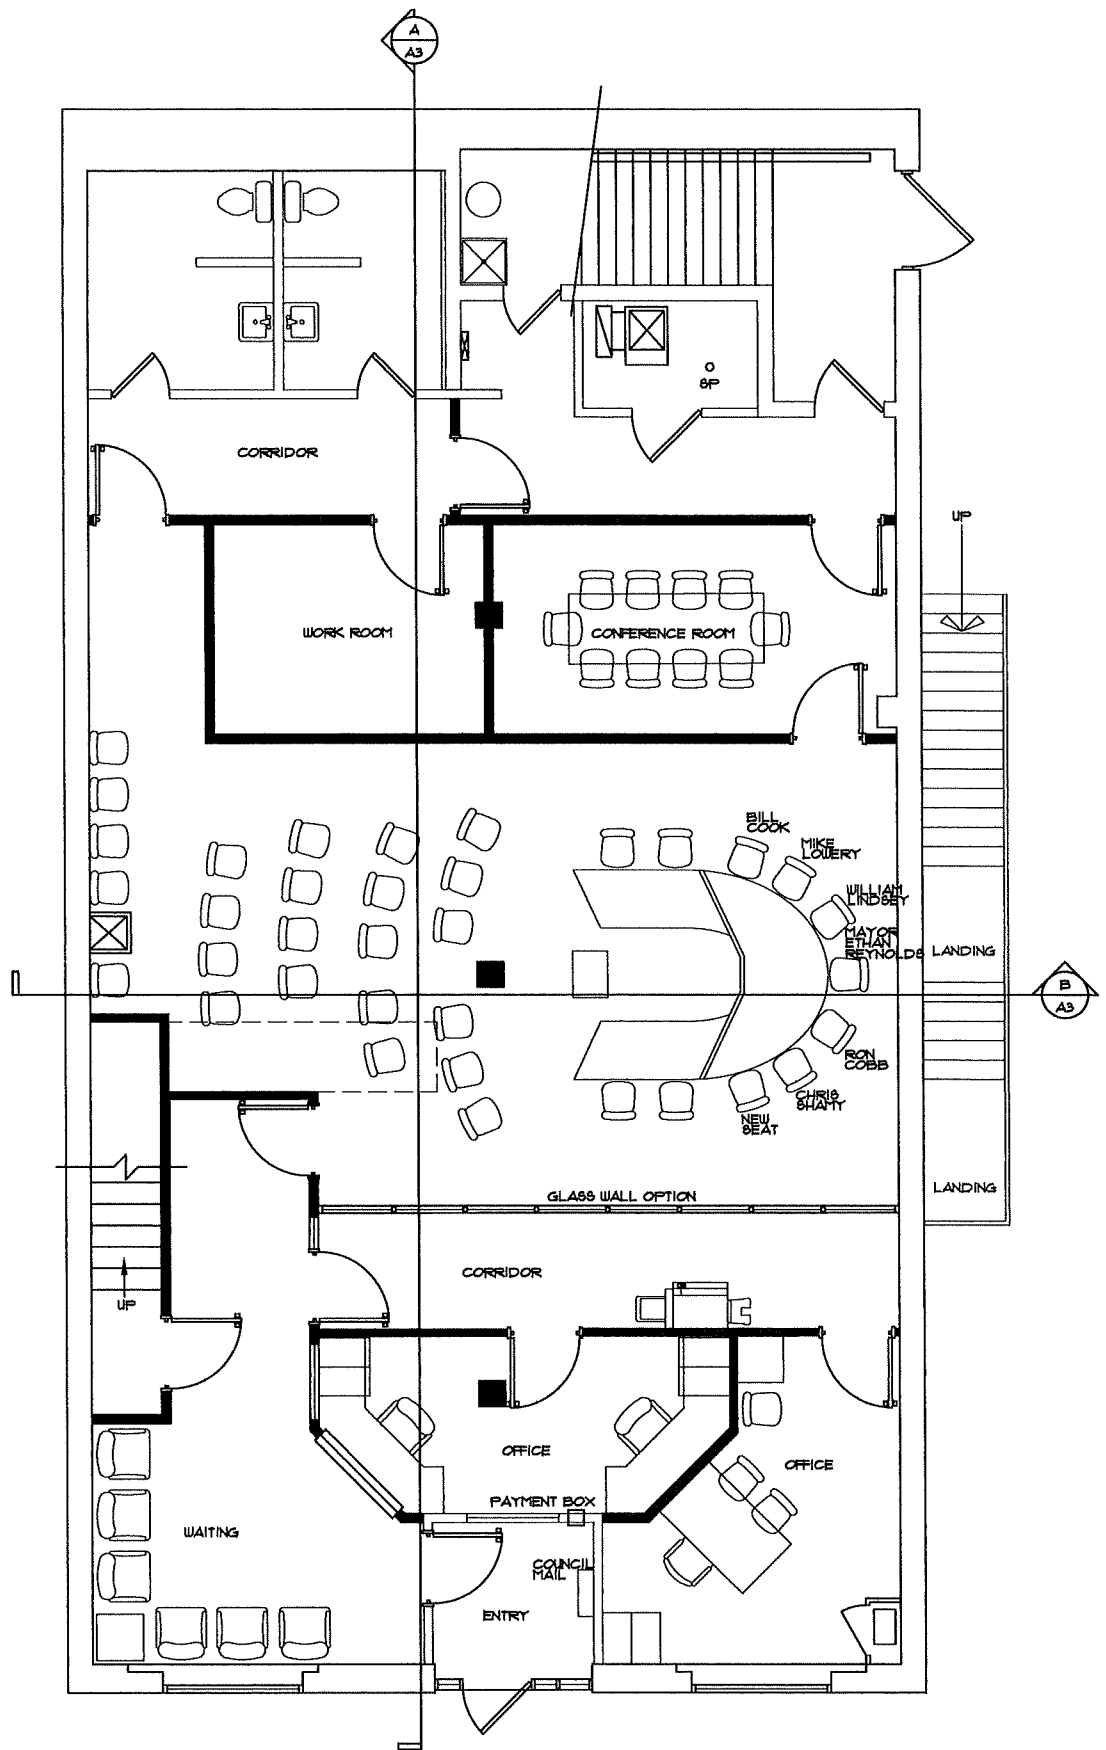 A
A3
SP
CORRIDOR
UP
WORK ROOM
CONFERENCE ROOM
BILL
COOK
MIKE
LOWERY
WILLIAM
LINDSEY
MAYOR
ETHAN
REYNOLDS
LANDING
B
A3
RON
COBB
CHRIS
SHAMY
NEW
SEAT
LANDING
GLASS WALL OPTION
CORRIDOR
UP
OFFICE
OFFICE
PAYMENT BOX
WAITING
COUNCIL
MAIL
ENTRY